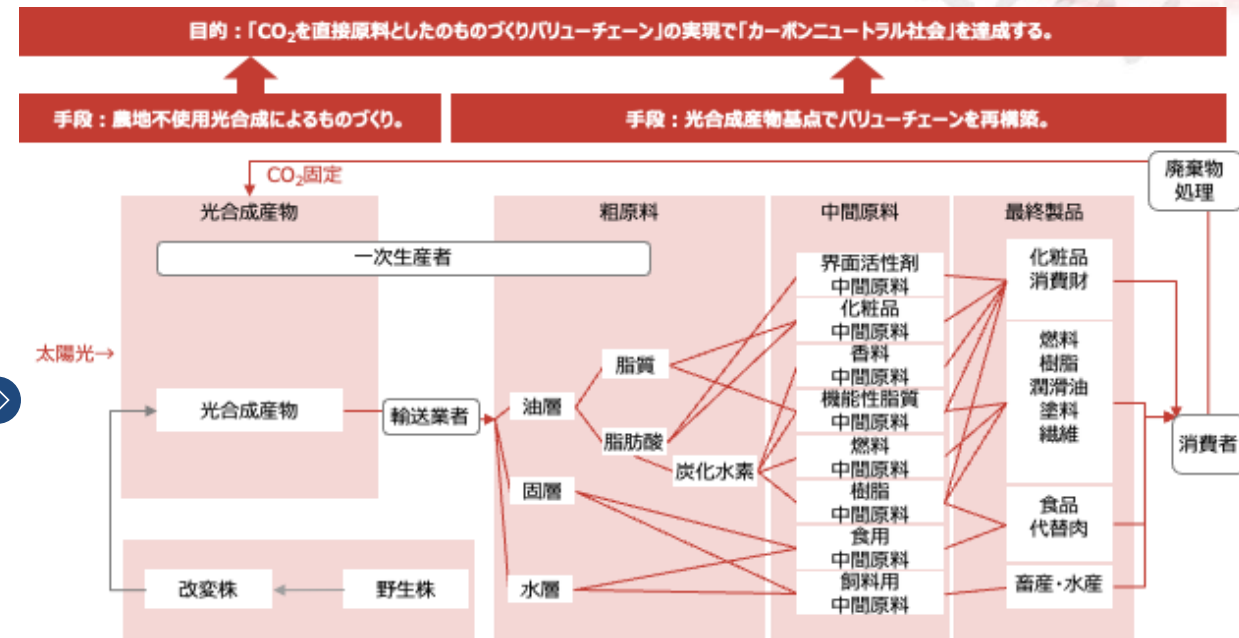 目的：「CO₂を直接原料としたのものづくりバリューチェーン」の実現で「カーボンニュートラル社会」を達成する。
手段：農地不使用光合成によるものづくり。
手段：光合成産物基点でバリューチェーンを再構築。
CO₂固定
廃棄物
処理
光合成産物
粗原料
中間原料
最終製品
一次生産者
太陽光→
光合成産物
輸送業者
油層
脂質
脂肪酸
炭化水素
固層
水層
界面活性剤
中間原料
化粧品
中間原料
香料
中間原料
機能性脂質
中間原料
燃料
中間原料
樹脂
中間原料
食用
中間原料
飼料用
中間原料
化粧品
消費財
燃料
樹脂
潤滑油
塗料
繊維
食品
代替肉
畜産・水産
消費者
改変株
野生株